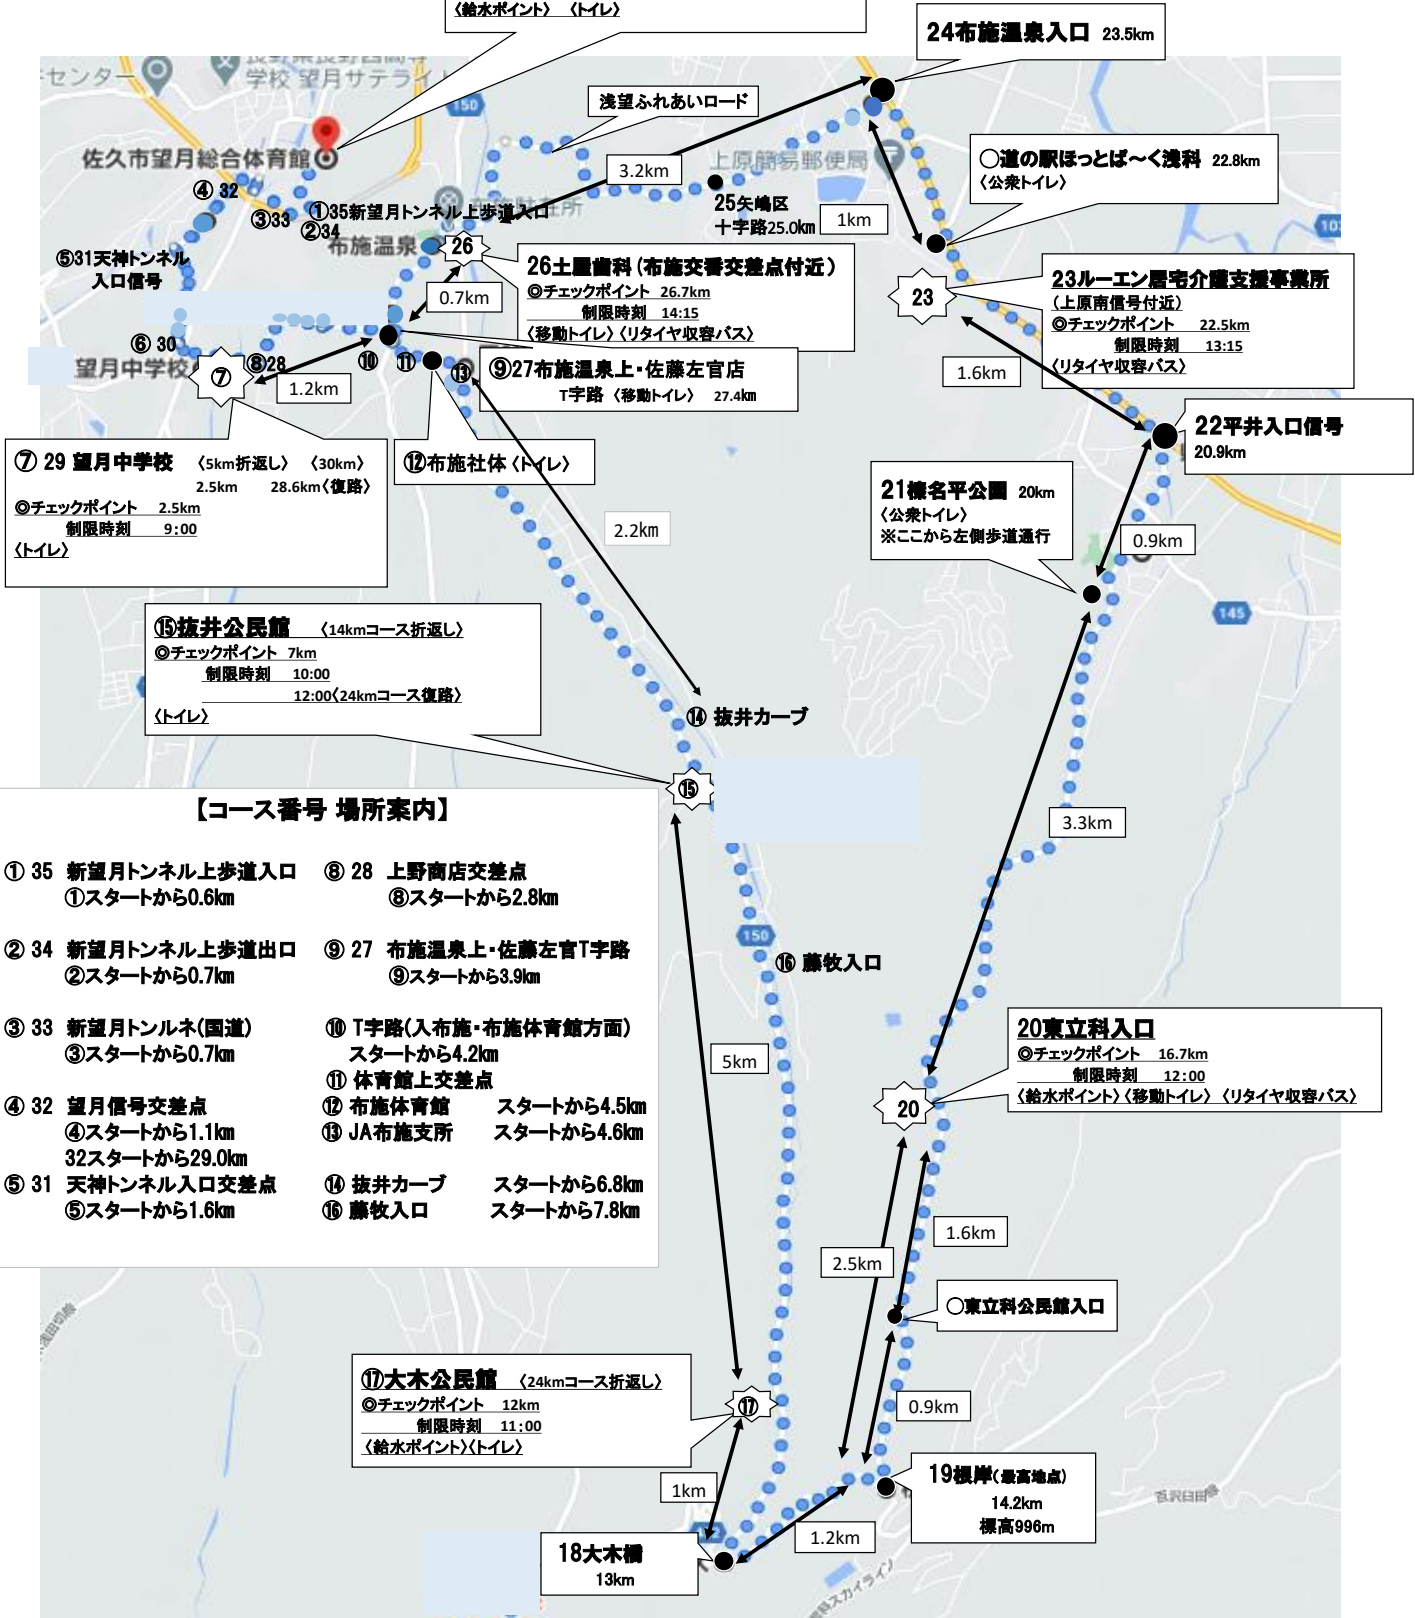 〈給水ポイント〉 〈トイレ〉
24布施温泉入口 23.5km
センター
学校 望月サテライト
150
浅望ふれあいロード
佐久市望月総合体育館
3.2km
上原簡易郵便局
○道の駅ほっとぱ～く浅科 22.8km
〈公衆トイレ〉
④ 32
③33
①35新望月トンネル上歩道入口
②34
25矢嶋区
十字路25.0km
1km
布施温泉
26
⑤31天神トンネル
入口信号
26土屋歯科(布施交番交差点付近)
◎チェックポイント 26.7km
制限時刻 14:15
〈移動トイレ〉〈リタイヤ収容バス〉
0.7km
23
23ルーエン居宅介護支援事業所
(上原南信号付近)
◎チェックポイント 22.5km
制限時刻 13:15
〈リタイヤ収容バス〉
⑥ 30
望月中学校
⑦
⑧28
⑩
⑪
⑬
1.2km
⑨27布施温泉上・佐藤左官店
T字路 〈移動トイレ〉 27.4km
1.6km
22平井入口信号
20.9km
⑦ 29 望月中学校 〈5km折返し〉 〈30km〉
2.5km 28.6km〈復路〉
◎チェックポイント 2.5km
制限時刻 9:00
〈トイレ〉
⑫布施社体〈トイレ〉
21榛名平公園 20km
〈公衆トイレ〉
※ここから左側歩道通行
2.2km
0.9km
145
⑮抜井公民館 〈14kmコース折返し〉
◎チェックポイント 7km
制限時刻 10:00
12:00〈24kmコース復路〉
〈トイレ〉
⑭ 抜井カーブ
⑮
3.3km
【コース番号 場所案内】
① 35 新望月トンネル上歩道入口
①スタートから0.6km
② 34 新望月トンネル上歩道出口
②スタートから0.7km
③ 33 新望月トンルネ(国道)
③スタートから0.7km
④ 32 望月信号交差点
④スタートから1.1km
32スタートから29.0km
⑤ 31 天神トンネル入口交差点
⑤スタートから1.6km
⑧ 28 上野商店交差点
⑧スタートから2.8km
⑨ 27 布施温泉上・佐藤左官T字路
⑨スタートから3.9km
⑩ T字路(入布施・布施体育館方面)
スタートから4.2km
⑪ 体育館上交差点
⑫ 布施体育館 スタートから4.5km
⑬ JA布施支所 スタートから4.6km
⑭ 抜井カーブ スタートから6.8km
⑯ 藤牧入口 スタートから7.8km
150
⑯ 藤牧入口
5km
20東立科入口
◎チェックポイント 16.7km
制限時刻 12:00
〈給水ポイント〉〈移動トイレ〉 〈リタイヤ収容バス〉
20
1.6km
2.5km
○東立科公民館入口
⑰大木公民館 〈24kmコース折返し〉
◎チェックポイント 12km
制限時刻 11:00
〈給水ポイント〉〈トイレ〉
⑰
0.9km
1km
19根岸(最高地点)
14.2km
標高996m
1.2km
18大木橋
13km